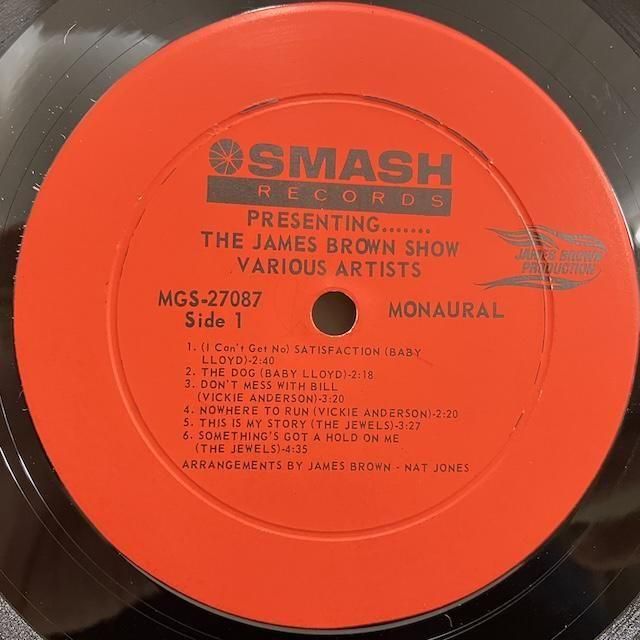 SMASH
RECORDS
PRESENTING.......
THE JAMES BROWN SHOW
VARIOUS ARTISTS
JAMES BROWN
PRODUCTION
MGS-27087
Side 1
MONAURAL
1. (I Can't Get No) SATISFACTION (BABY
LLOYD)-2:40
2. THE DOG (BABY LLOYD)-2:18
3. DON'T MESS WITH BILL
(VICKIE ANDERSON)-3:20
4. NOWHERE TO RUN (VICKIE ANDERSON)-2:20
5. THIS IS MY STORY (THE JEWELS)-3:27
6. SOMETHING'S GOT A HOLD ON ME
(THE JEWELS)-4:35
ARRANGEMENTS BY JAMES BROWN - NAT JONES